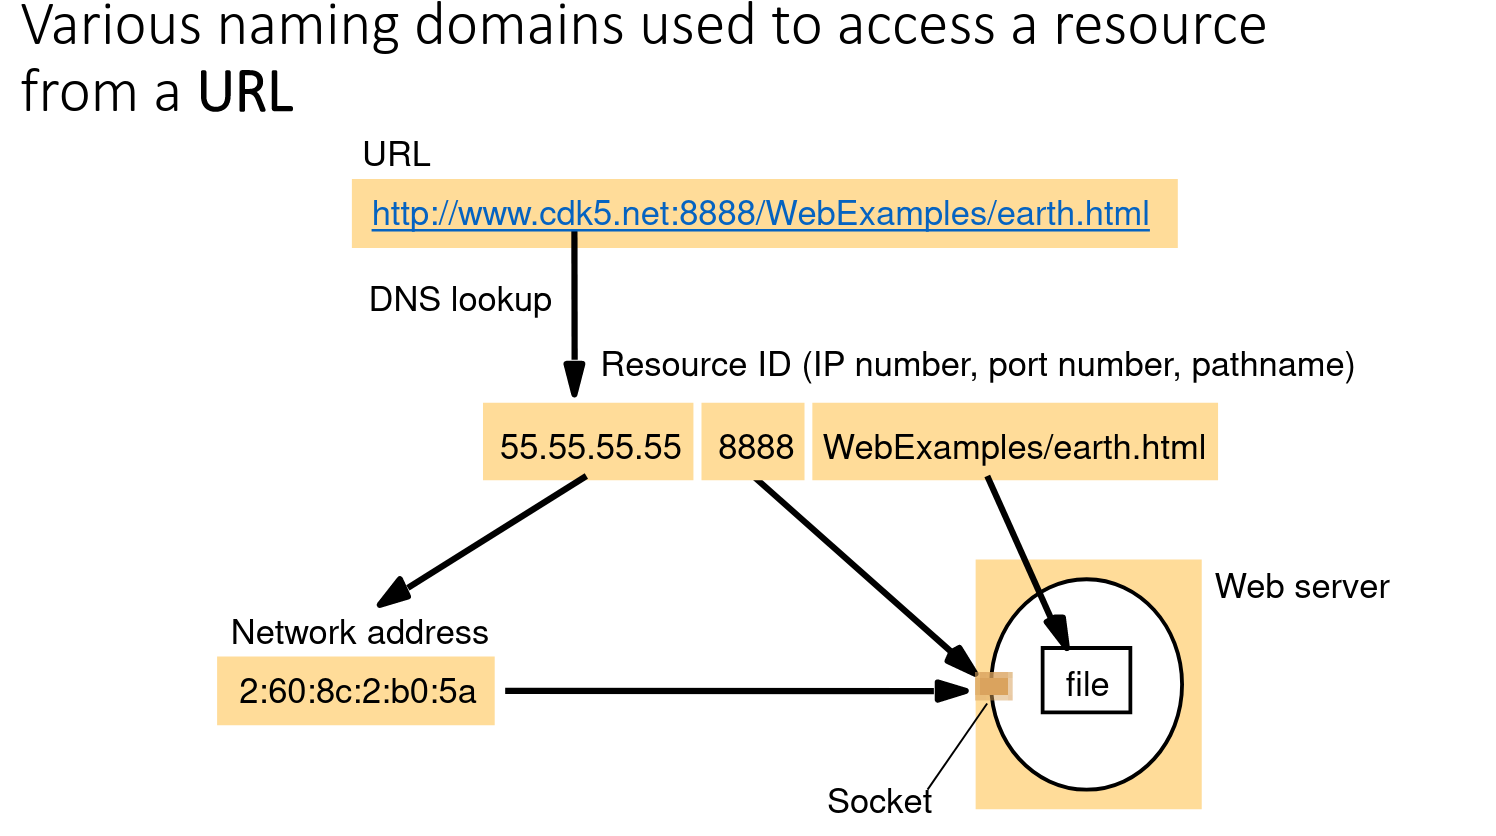 Various naming domains used to access a resource
from a URL
URL
http://www.cdk5.net:8888/WebExamples/earth.html
DNS lookup
Resource ID (IP number, port number, pathname)
55.55.55.55 8888 WebExamples/earth.html
Web server
Network address
2:60:8c:2:b0:5a
file
Socket